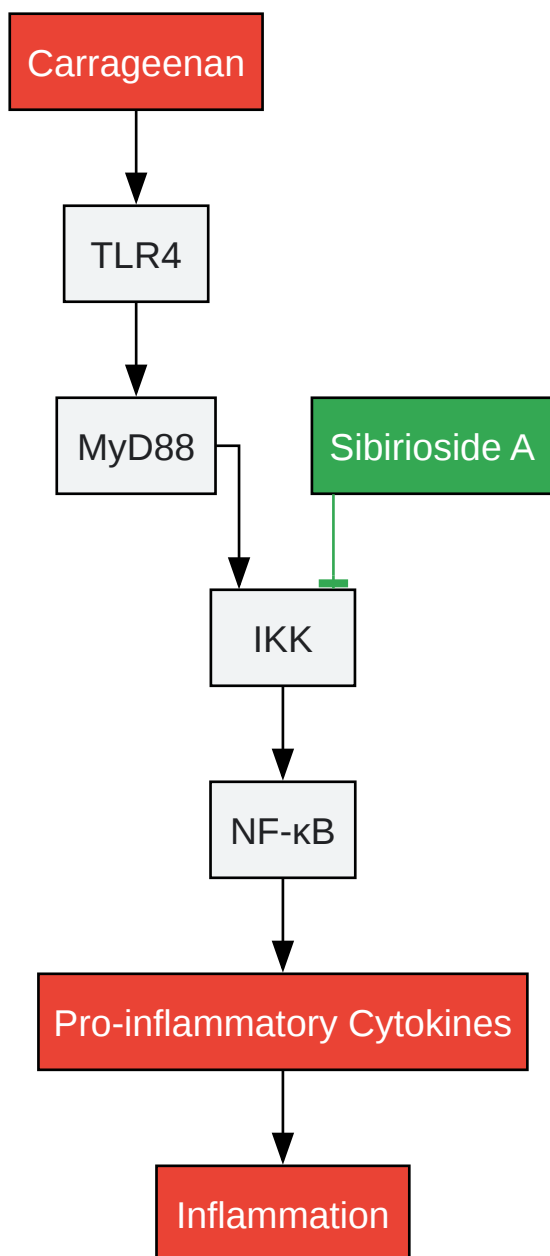 Carrageenan
TLR4
MyD88
Sibirioside A
IKK
NF-κB
Pro-inflammatory Cytokines
Inflammation